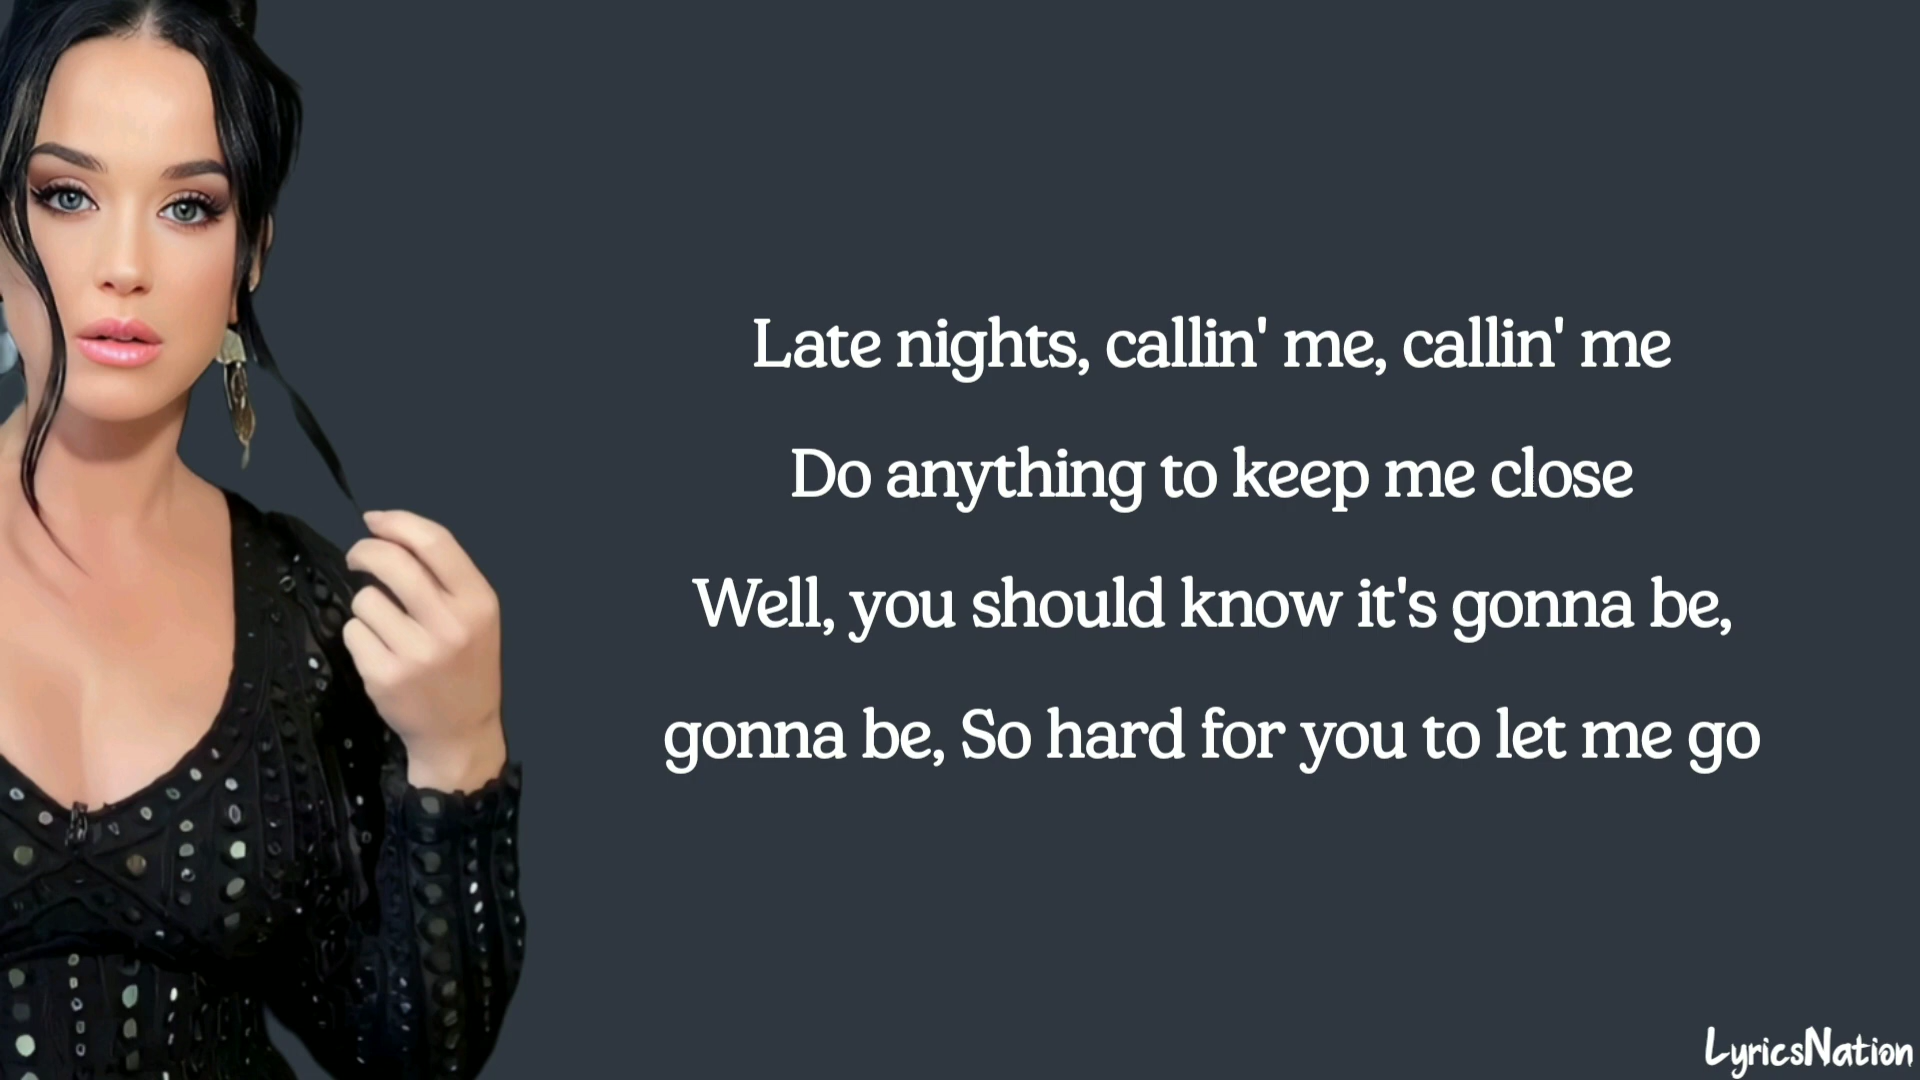 Late nights, callin' me, callin' me
Do anything to keep me close
Well, you should know it's gonna be,
gonna be, So hard for you to let me go
LyricsNation